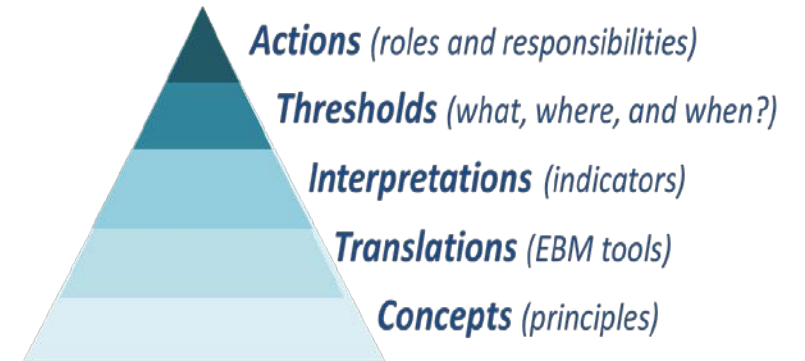 Actions (roles and responsibilities)
Thresholds (what, where, and when?)
Interpretations (indicators)
Translations (EBM tools)
Concepts (principles)